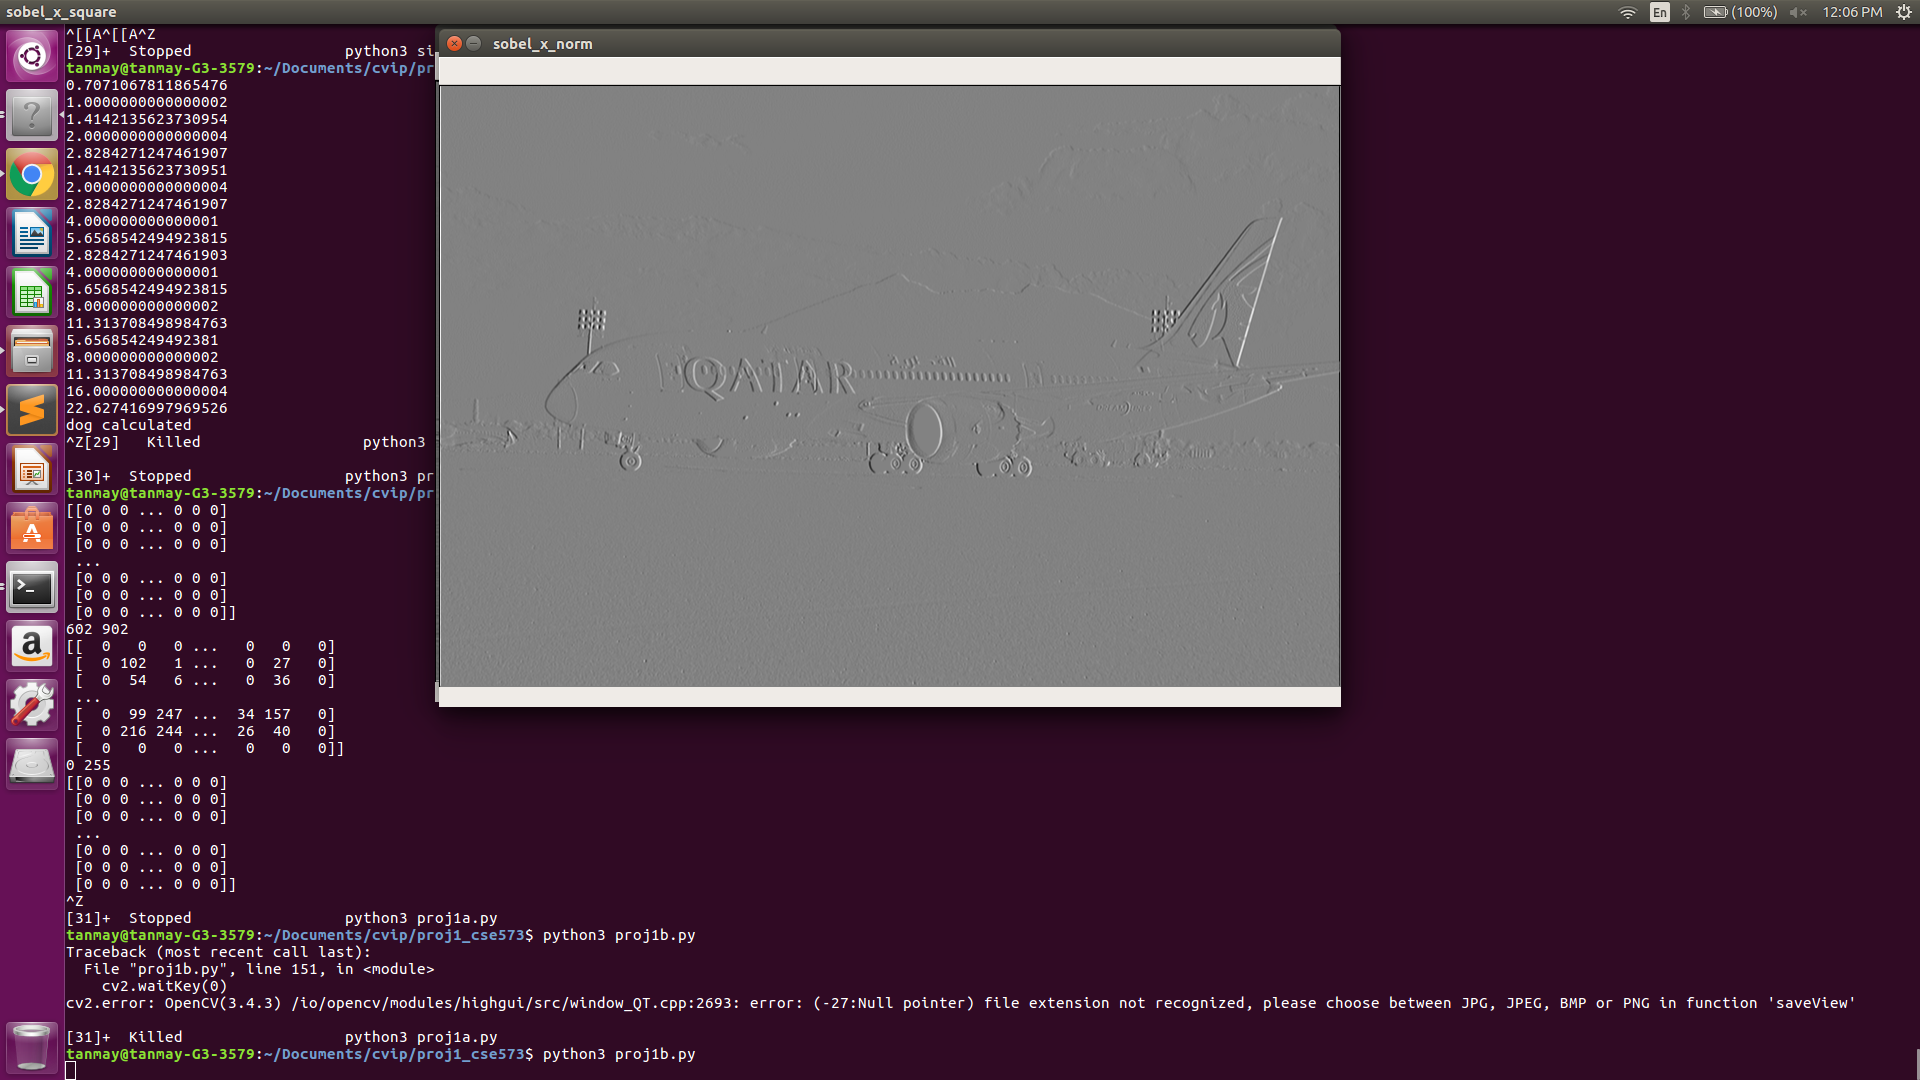 sobel_x_square
En
(100%)
12:06 PM
^[[A^[[A^Z
[29]+  Stopped                 python3 si
tanmay@tanmay-G3-3579:~/Documents/cvip/pr
0.7071067811865476
1.0000000000000002
1.4142135623730954
2.0000000000000004
2.8284271247461907
1.4142135623730951
2.0000000000000004
2.8284271247461907
4.000000000000001
5.6568542494923815
2.8284271247461903
4.000000000000001
5.6568542494923815
8.000000000000002
11.313708498984763
5.656854249492381
8.000000000000002
11.313708498984763
16.000000000000004
22.627416997969526
dog calculated
^Z[29]   Killed                  python3
[30]+  Stopped                 python3 pr
tanmay@tanmay-G3-3579:~/Documents/cvip/pr
[[0 0 0 ... 0 0 0]
 [0 0 0 ... 0 0 0]
 [0 0 0 ... 0 0 0]
 ...
 [0 0 0 ... 0 0 0]
 [0 0 0 ... 0 0 0]
 [0 0 0 ... 0 0 0]]
602 902
[[  0   0   0 ...   0   0   0]
 [  0 102   1 ...   0  27   0]
 [  0  54   6 ...   0  36   0]
 ...
 [  0  99 247 ...  34 157   0]
 [  0 216 244 ...  26  40   0]
 [  0   0   0 ...   0   0   0]]
0 255
[[0 0 0 ... 0 0 0]
 [0 0 0 ... 0 0 0]
 [0 0 0 ... 0 0 0]
 ...
 [0 0 0 ... 0 0 0]
 [0 0 0 ... 0 0 0]
 [0 0 0 ... 0 0 0]]
^Z
[31]+  Stopped                 python3 proj1a.py
tanmay@tanmay-G3-3579:~/Documents/cvip/proj1_cse573$ python3 proj1b.py
Traceback (most recent call last):
  File "proj1b.py", line 151, in <module>
    cv2.waitKey(0)
cv2.error: OpenCV(3.4.3) /io/opencv/modules/highgui/src/window_QT.cpp:2693: error: (-27:Null pointer) file extension not recognized, please choose between JPG, JPEG, BMP or PNG in function 'saveView'
[31]+  Killed                  python3 proj1a.py
tanmay@tanmay-G3-3579:~/Documents/cvip/proj1_cse573$ python3 proj1b.py
sobel_x_norm
QATAR